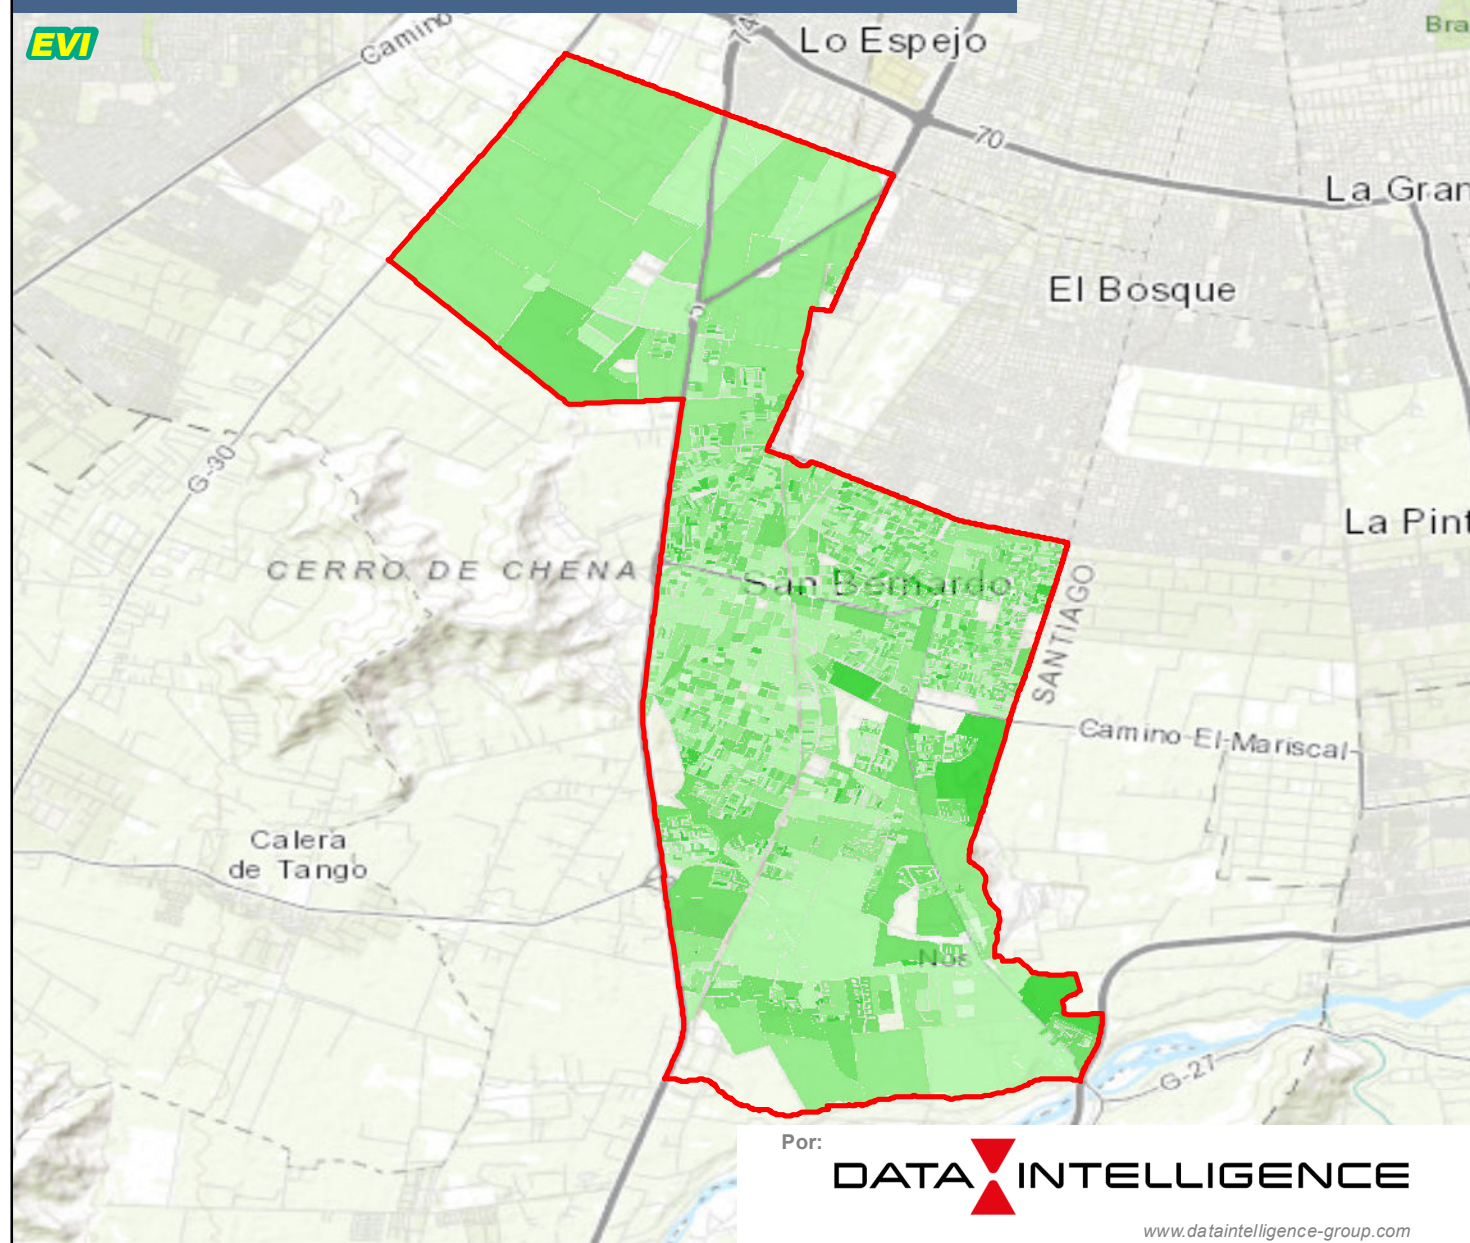 EVI
Camino
74
Lo Espejo
Bra
70
La Gran
El Bosque
G-30
La Pint
CERRO DE CHENA
San Bernardo
SANTIAGO
Camino-El-Mariscal
Calera
de Tango
Nos
G-27
Por:
DATA INTELLIGENCE
www.dataintelligence-group.com